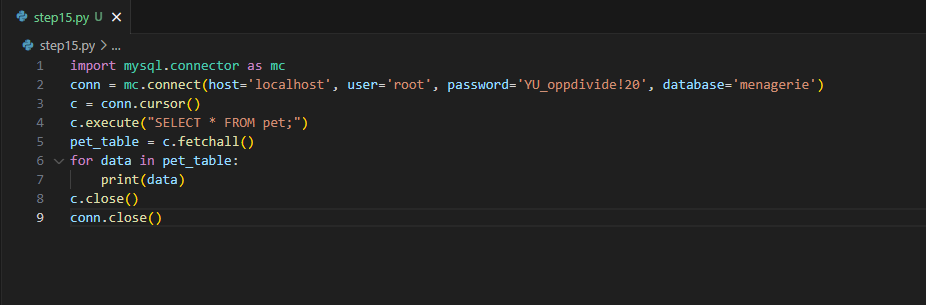 step15.py U ×
step15.py > ...
1 import mysql.connector as mc
2 conn = mc.connect(host='localhost', user='root', password='YU_oppdivide!20', database='menagerie')
3 c = conn.cursor()
4 c.execute("SELECT * FROM pet;")
5 pet_table = c.fetchall()
6 for data in pet_table:
7     print(data)
8 c.close()
9 conn.close()